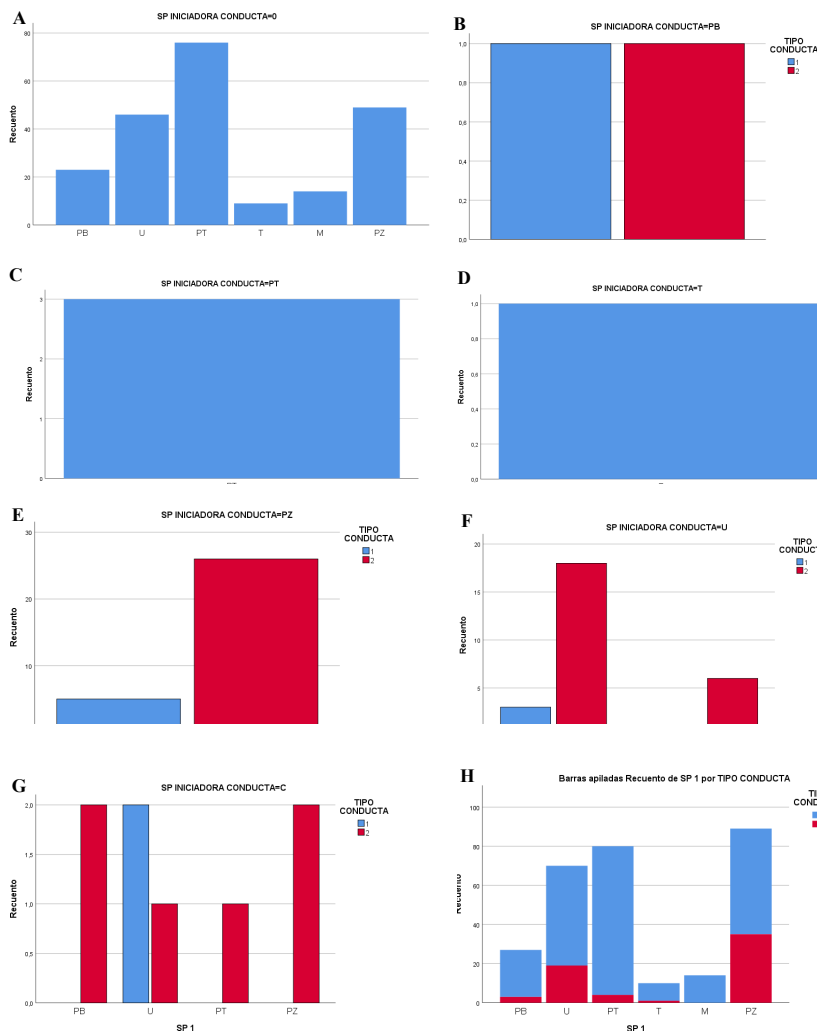 A
SP INICIADORA CONDUCTA=0
Recuento
80
60
40
20
0
PB U PT T M PZ
B
SP INICIADORA CONDUCTA=PB
TIPO
CONDUCTA
1
2
Recuento
1,0
0,8
0,6
0,4
0,2
0,0
C
SP INICIADORA CONDUCTA=PT
Recuento
3
2
1
0
D
SP INICIADORA CONDUCTA=T
Recuento
1,0
0,8
0,6
0,4
0,2
0,0
E
SP INICIADORA CONDUCTA=PZ
TIPO
CONDUCTA
1
2
Recuento
30
20
10
F
SP INICIADORA CONDUCTA=U
TIPO
CONDUCT
1
2
Recuento
20
15
10
5
G
SP INICIADORA CONDUCTA=C
TIPO
CONDUCTA
1
2
Recuento
2,0
1,5
1,0
0,5
0,0
PB U PT PZ
SP 1
H
Barras apiladas Recuento de SP 1 por TIPO CONDUCTA
COND
Recuento
100
80
60
40
20
0
PB U PT T M PZ
SP 1